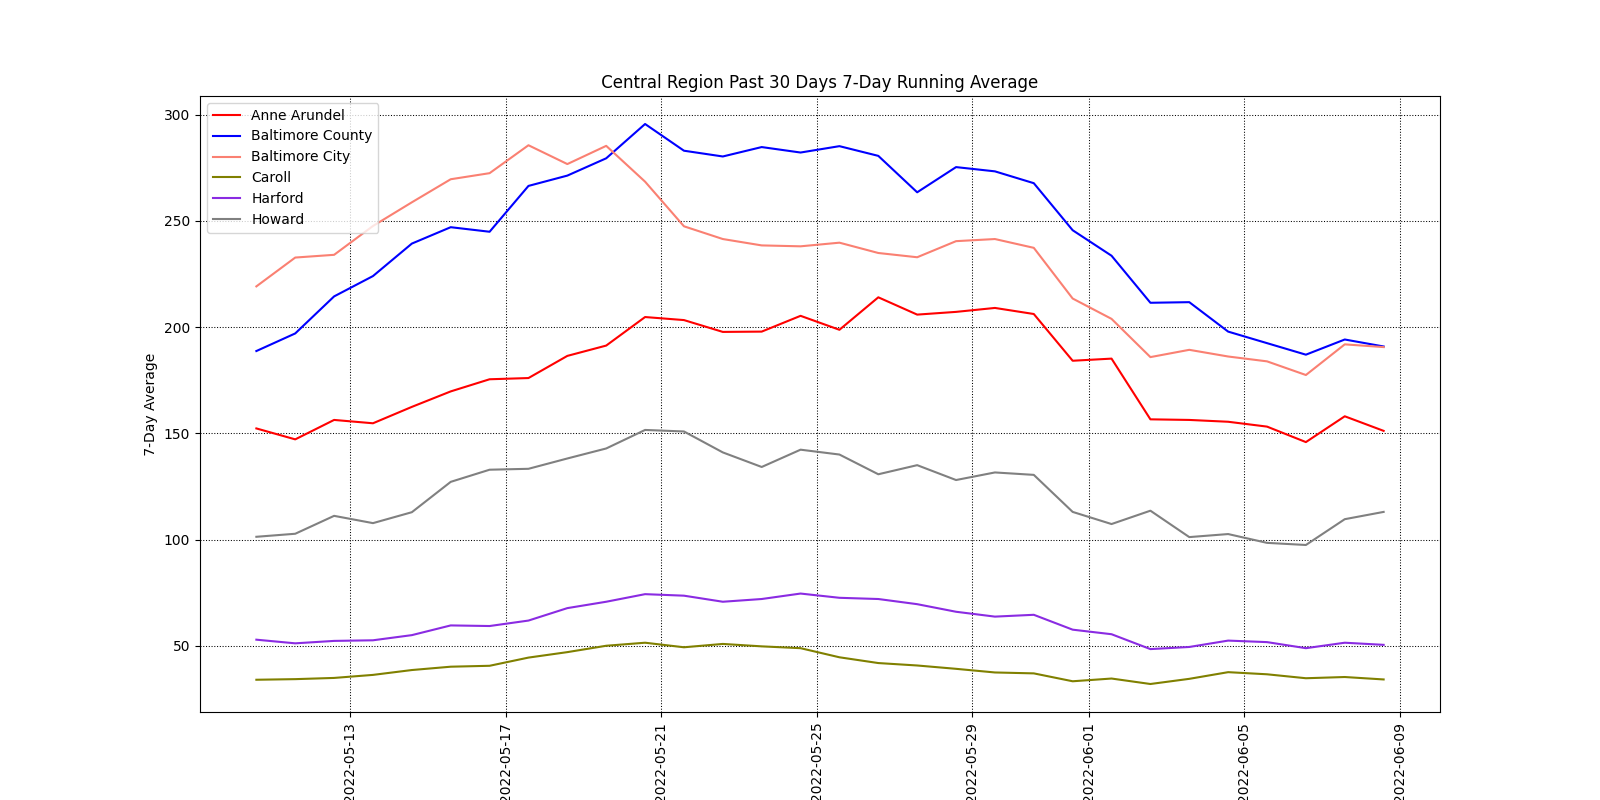 Central Region Past 30 Days 7-Day Running Average
Anne Arundel
Baltimore County
Baltimore City
Caroll
Harford
Howard
7-Day Average
300
250
200
150
100
50
2022-05-13
2022-05-17
2022-05-21
2022-05-25
2022-05-29
2022-06-01
2022-06-05
2022-06-09